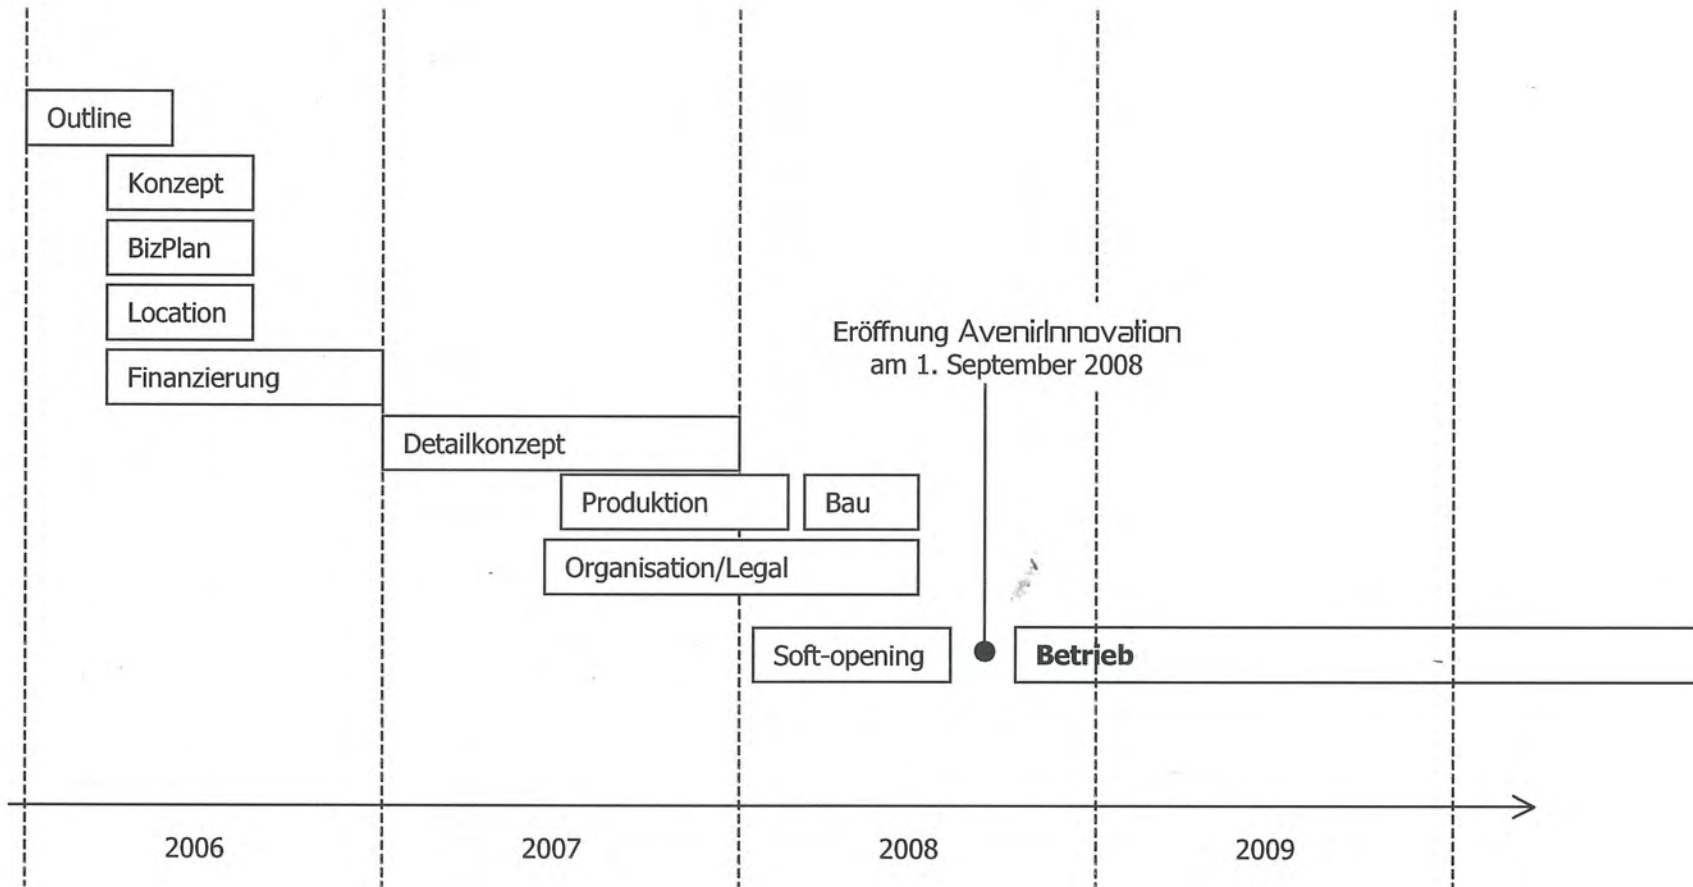 Outline
Konzept
BizPlan
Location
Finanzierung
Eröffnung AvenirInnovation
am 1. September 2008
Detailkonzept
Produktion
Bau
Organisation/Legal
Soft-opening
Betrieb
2006
2007
2008
2009